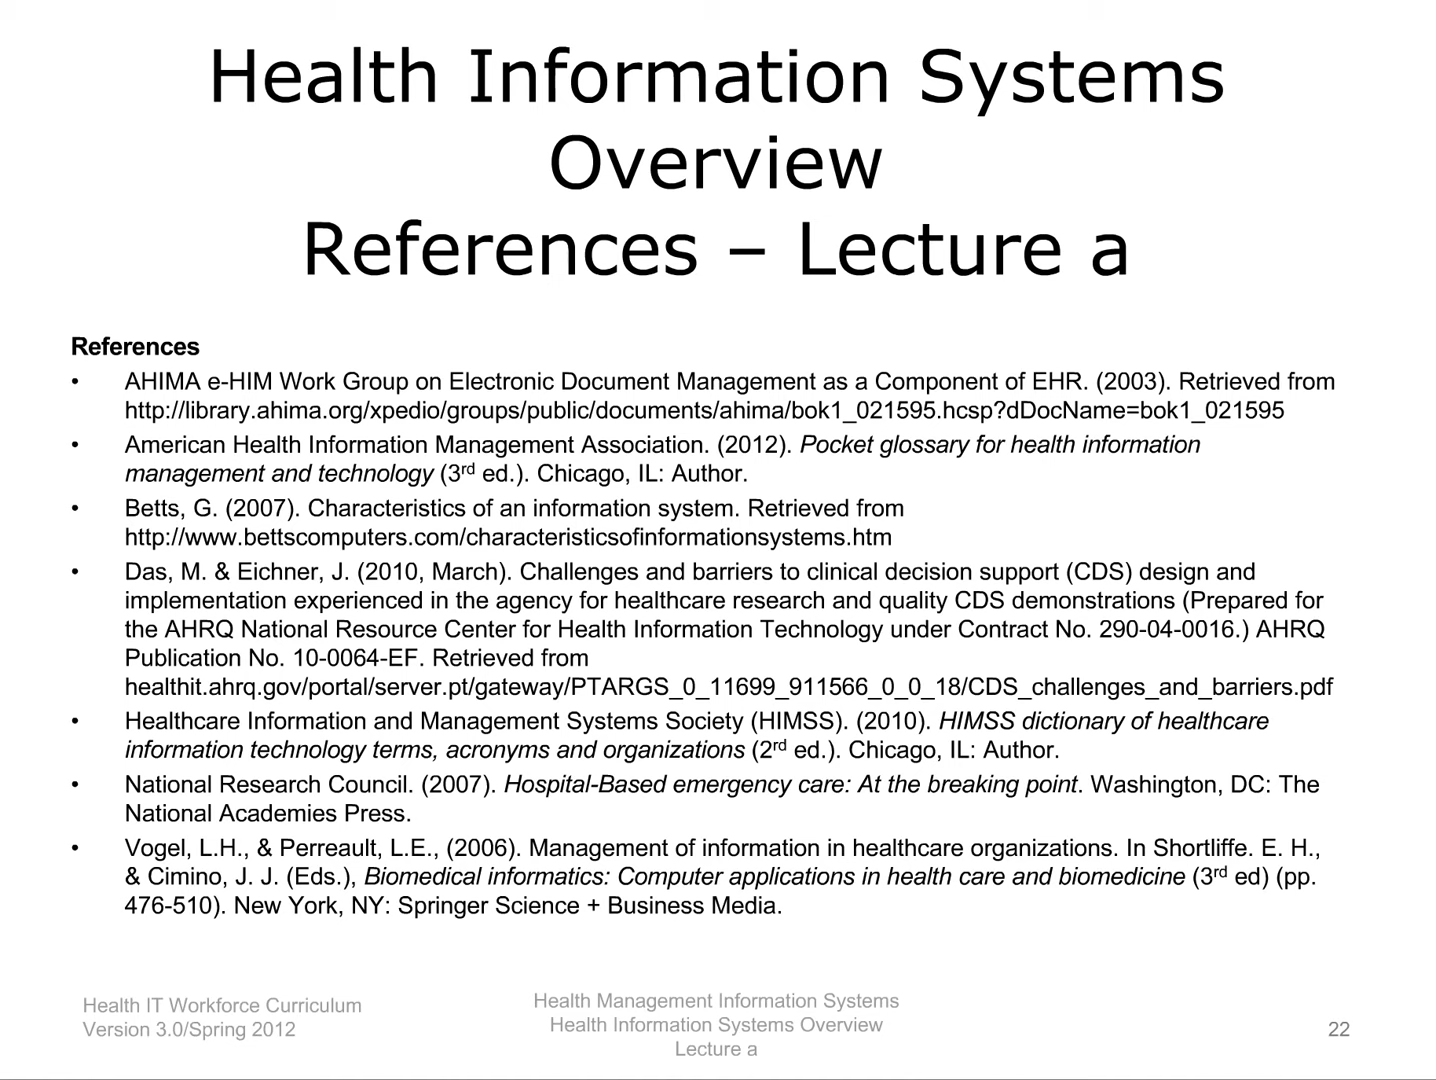 Health Information Systems
Overview
References – Lecture a
References
• AHIMA e-HIM Work Group on Electronic Document Management as a Component of EHR. (2003). Retrieved from
http://library.ahima.org/xpedio/groups/public/documents/ahima/bok1_021595.hcsp?dDocName=bok1_021595
• American Health Information Management Association. (2012). Pocket glossary for health information
management and technology (3rd ed.). Chicago, IL: Author.
• Betts, G. (2007). Characteristics of an information system. Retrieved from
http://www.bettscomputers.com/characteristicsofinformationsystems.htm
• Das, M. & Eichner, J. (2010, March). Challenges and barriers to clinical decision support (CDS) design and
implementation experienced in the agency for healthcare research and quality CDS demonstrations (Prepared for
the AHRQ National Resource Center for Health Information Technology under Contract No. 290-04-0016.) AHRQ
Publication No. 10-0064-EF. Retrieved from
healthit.ahrq.gov/portal/server.pt/gateway/PTARGS_0_11699_911566_0_0_18/CDS_challenges_and_barriers.pdf
• Healthcare Information and Management Systems Society (HIMSS). (2010). HIMSS dictionary of healthcare
information technology terms, acronyms and organizations (2rd ed.). Chicago, IL: Author.
• National Research Council. (2007). Hospital-Based emergency care: At the breaking point. Washington, DC: The
National Academies Press.
• Vogel, L.H., & Perreault, L.E., (2006). Management of information in healthcare organizations. In Shortliffe. E. H.,
& Cimino, J. J. (Eds.), Biomedical informatics: Computer applications in health care and biomedicine (3rd ed) (pp.
476-510). New York, NY: Springer Science + Business Media.
Health IT Workforce Curriculum
Version 3.0/Spring 2012
Health Management Information Systems
Health Information Systems Overview
Lecture a
22